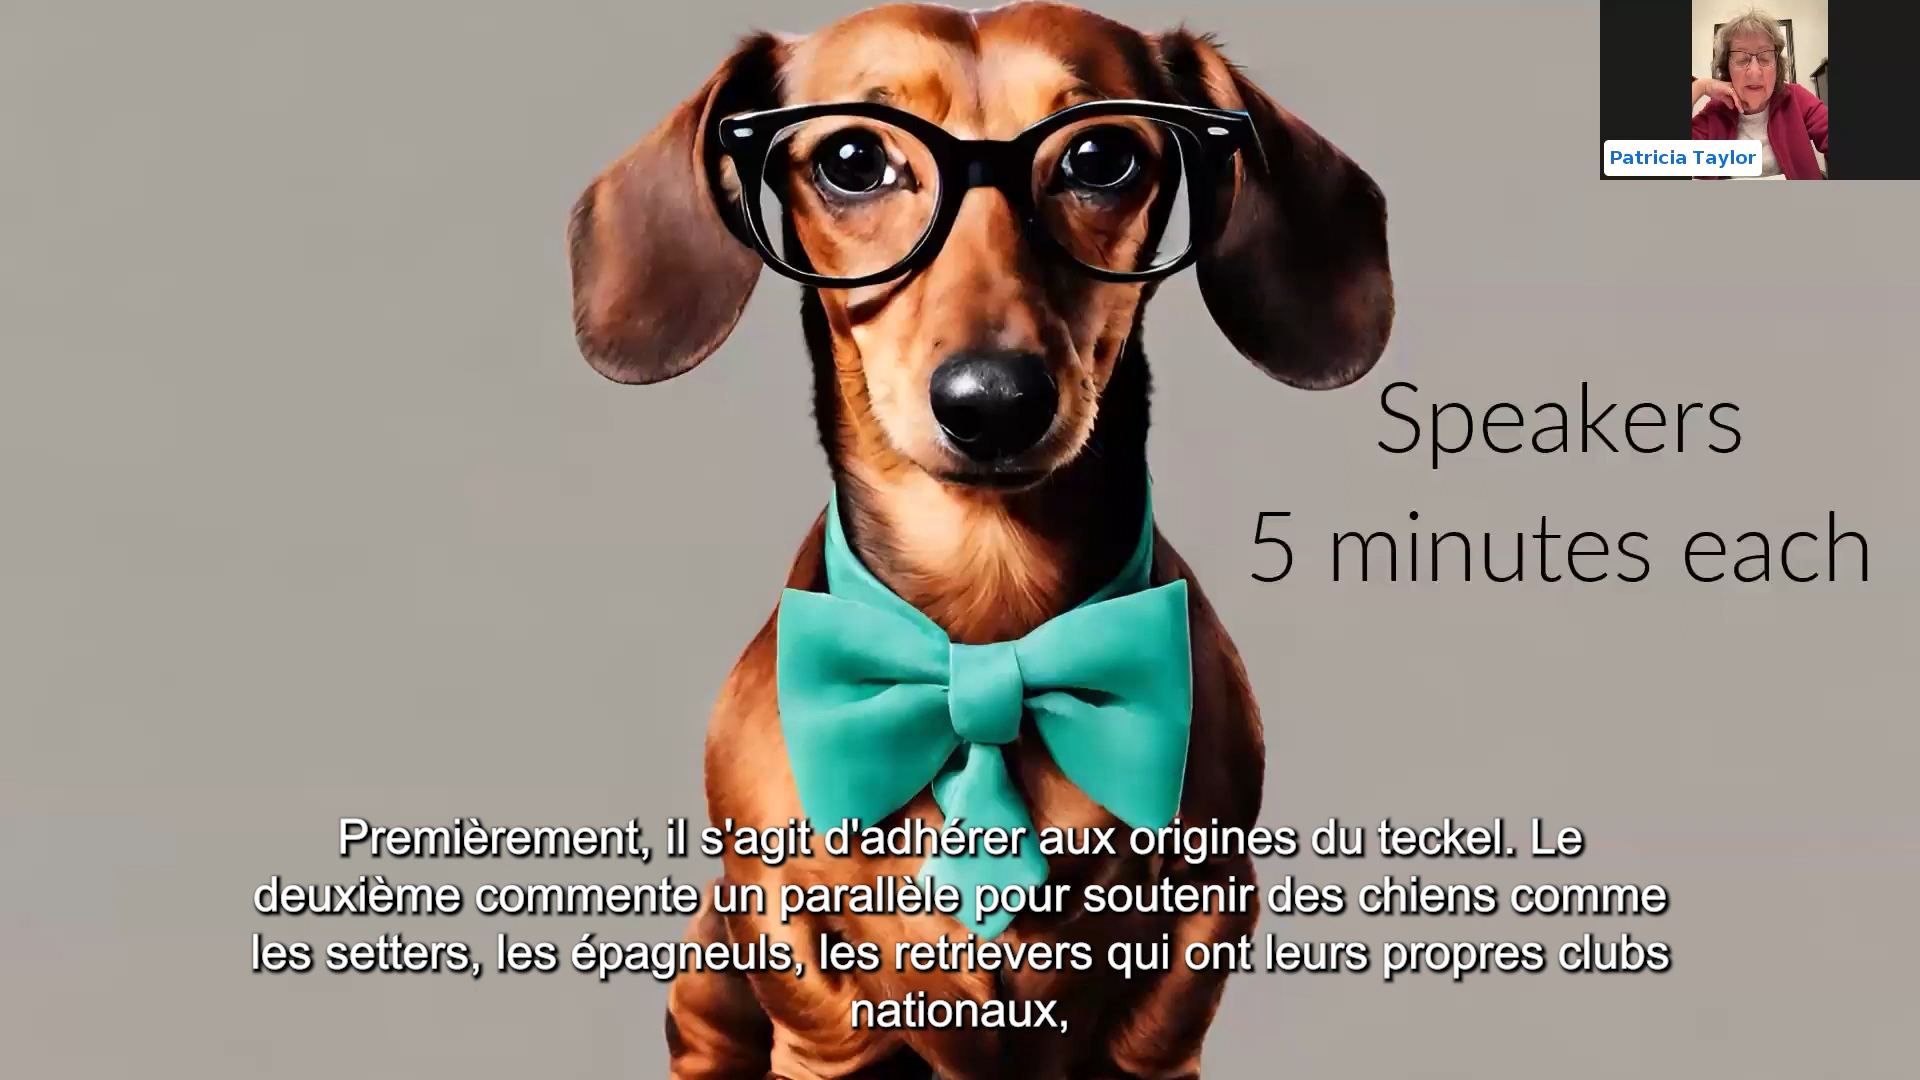 Patricia Taylor
Speakers
5 minutes each
Premièrement, il s'agit d'adhérer aux origines du teckel. Le
deuxième commente un parallèle pour soutenir des chiens comme
les setters, les épagneuls, les retrievers qui ont leurs propres clubs
nationaux,